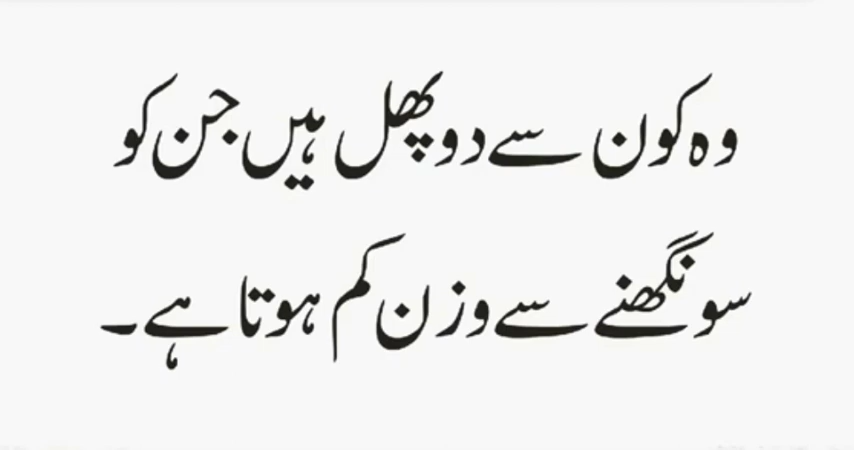 وہ کون سے دو پھل ہیں جن کو
سونگھنے سے وزن کم ہوتا ہے۔